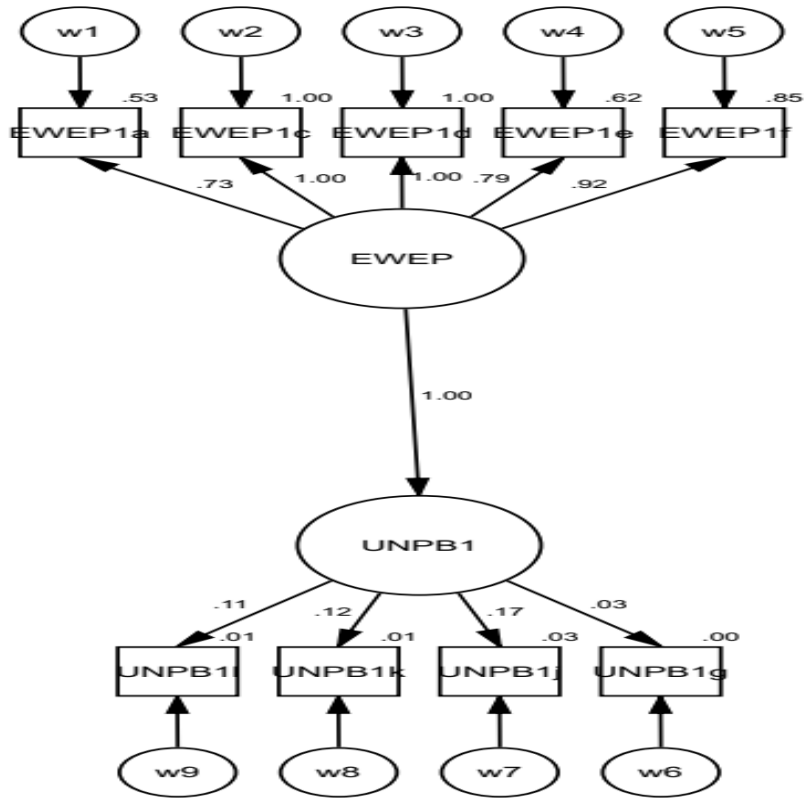 w1 w2 w3 w4 w5
.53 1.00 1.00 .62 .85
EWEP1a EWEP1c EWEP1d EWEP1e EWEP1f
.73 1.00 1.00 .79 .92
EWEP
1.00
UNPB1
.11 .12 .17 .03
.01 .01 .03 .00
UNPB1l UNPB1k UNPB1j UNPB1g
w9 w8 w7 w6